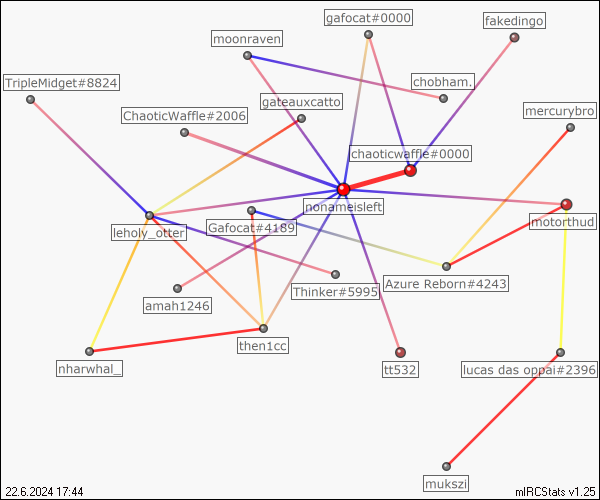 gafocat#0000
fakedingo
moonraven
TripleMidget#8824
chobham.
gateauxcatto
mercurybro
ChaoticWaffle#2006
chaoticwaffle#0000
nonameisleft
motorthud
leholy_otter
Gafocat#4189
Azure Reborn#4243
Thinker#5995
amah1246
then1cc
nharwhal_
tt532
lucas das oppai#2396
mukszi
22.6.2024 17:44
mIRCStats v1.25